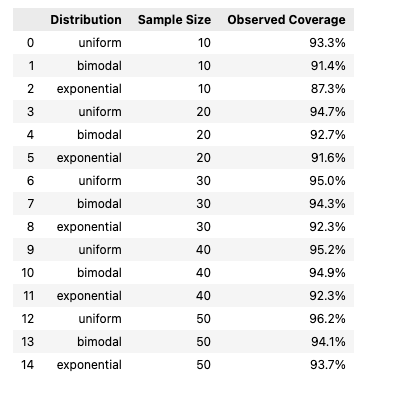 Distribution Sample Size Observed Coverage
0 uniform 10 93.3%
1 bimodal 10 91.4%
2 exponential 10 87.3%
3 uniform 20 94.7%
4 bimodal 20 92.7%
5 exponential 20 91.6%
6 uniform 30 95.0%
7 bimodal 30 94.3%
8 exponential 30 92.3%
9 uniform 40 95.2%
10 bimodal 40 94.9%
11 exponential 40 92.3%
12 uniform 50 96.2%
13 bimodal 50 94.1%
14 exponential 50 93.7%